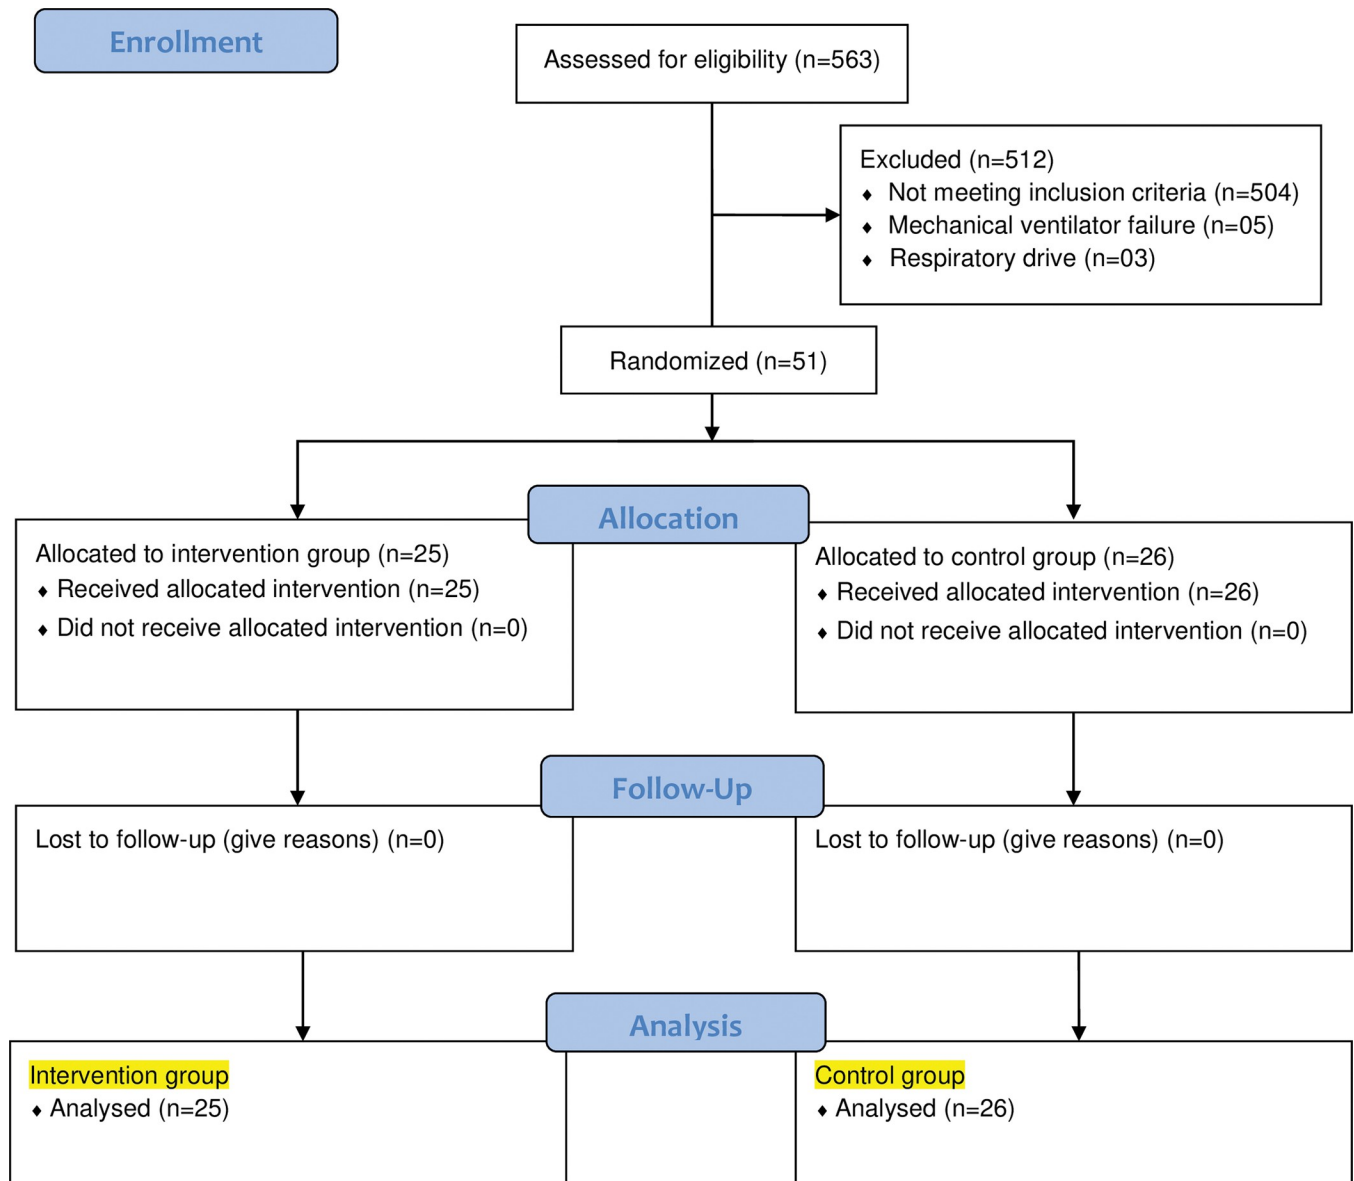 Enrollment
Assessed for eligibility (n=563)
Excluded (n=512)
♦ Not meeting inclusion criteria (n=504)
♦ Mechanical ventilator failure (n=05)
♦ Respiratory drive (n=03)
Randomized (n=51)
Allocation
Allocated to intervention group (n=25)
♦ Received allocated intervention (n=25)
♦ Did not receive allocated intervention (n=0)
Allocated to control group (n=26)
♦ Received allocated intervention (n=26)
♦ Did not receive allocated intervention (n=0)
Follow-Up
Lost to follow-up (give reasons) (n=0)
Lost to follow-up (give reasons) (n=0)
Analysis
Intervention group
♦ Analysed (n=25)
Control group
♦ Analysed (n=26)